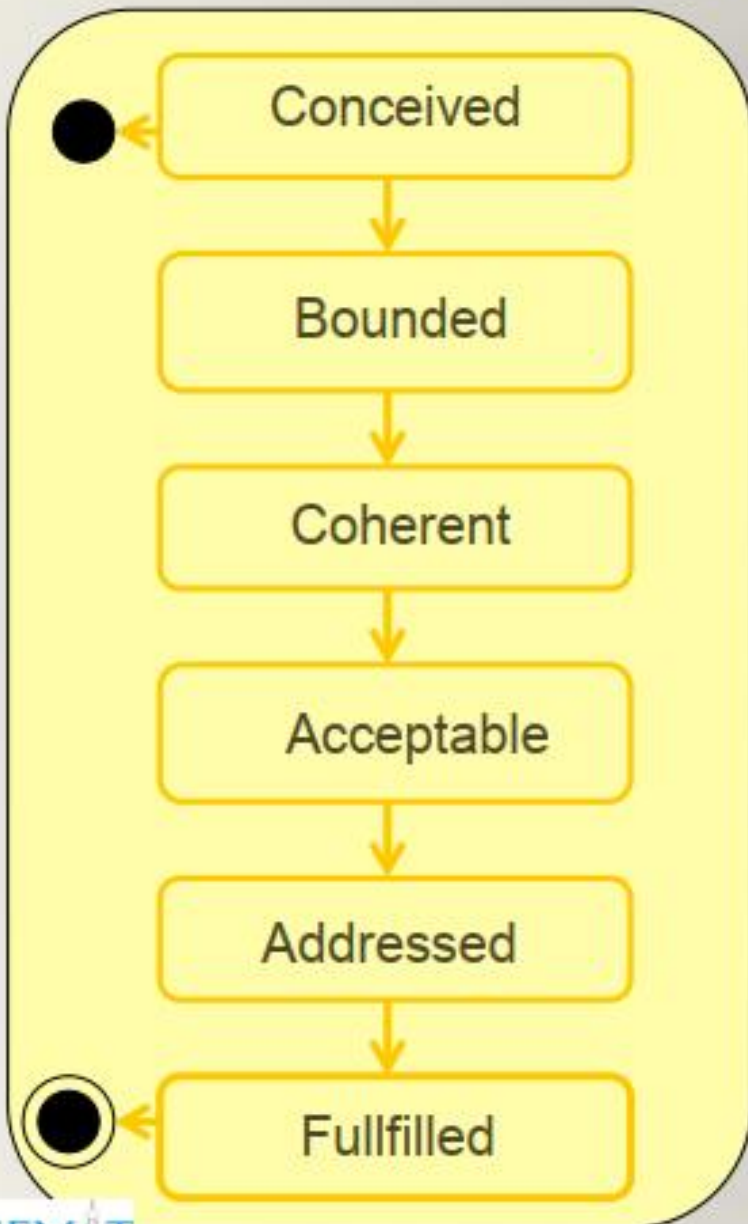 Conceived
Bounded
Coherent
Acceptable
Addressed
Fullfilled